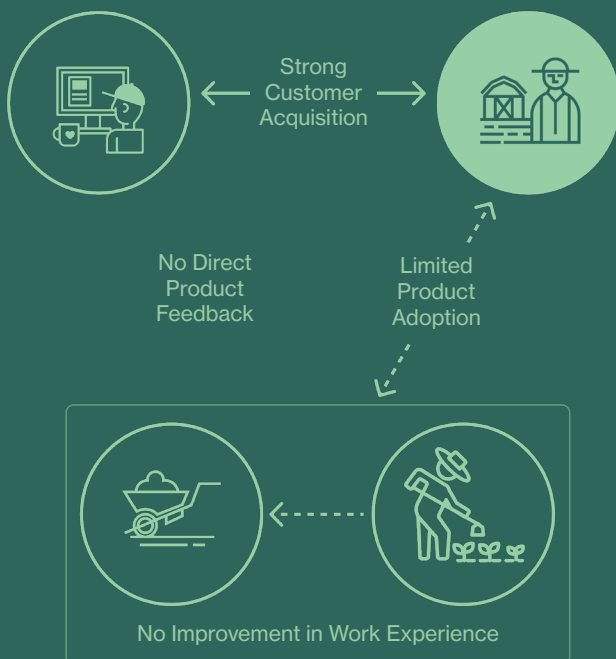 Strong
Customer
Acquisition
No Direct
Product
Feedback
Limited
Product
Adoption
No Improvement in Work Experience